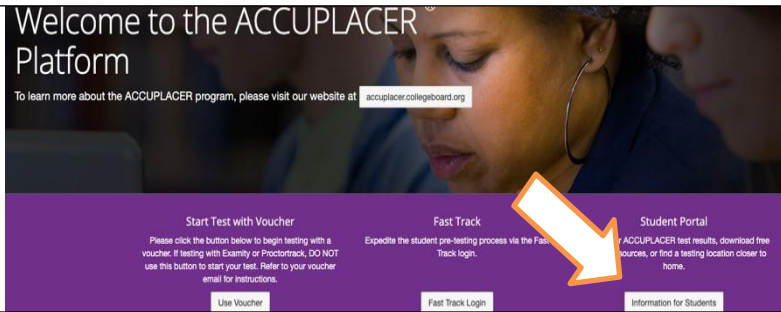 Welcome to the ACCUPLACER®
Platform
To learn more about the ACCUPLACER program, please visit our website at accuplacer.collegeboard.org
Start Test with Voucher
Please click the button below to begin testing with a
voucher. If testing with Examity or Proctortrack, DO NOT
use this button to start your test. Refer to your voucher
email for instructions.
Use Voucher
Fast Track
Expedite the student pre-testing process via the Fast
Track login.
Fast Track Login
Student Portal
ACCUPLACER test results, download free
or find a testing location closer to
home.
Information for Students